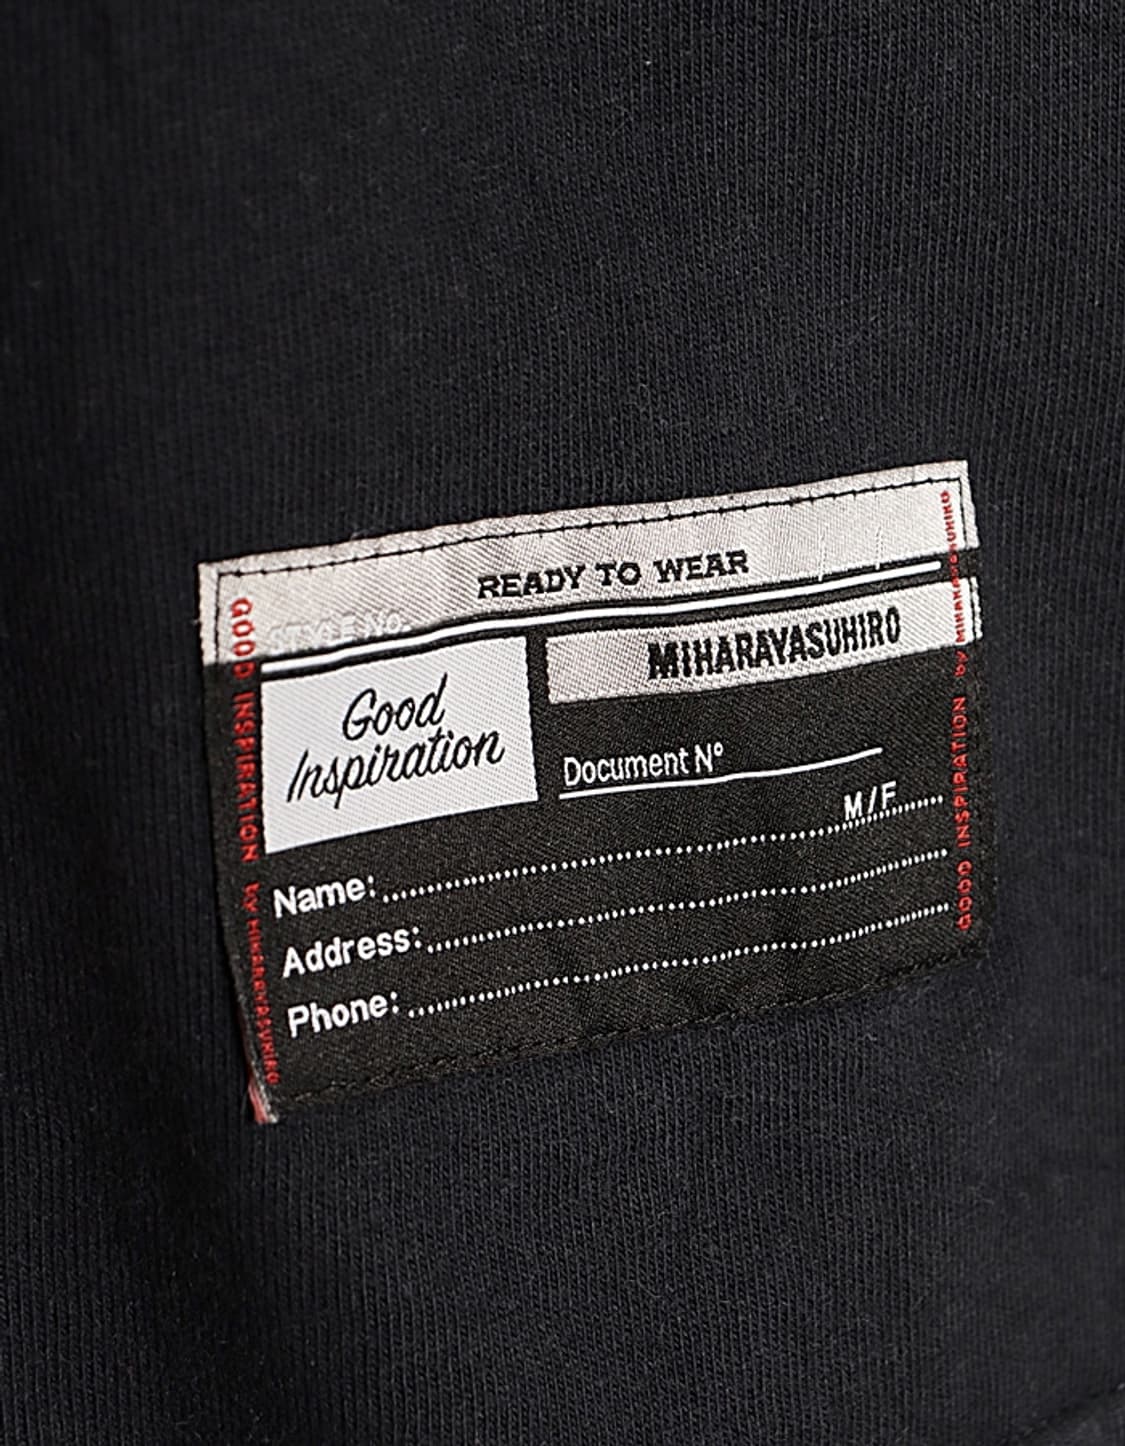 READY TO WEAR
STYLE NO.
MIHARAYASUHIRO
Good
Inspiration
Document Nº
M/F
Name:
Address:
Phone:
GOOD INSPIRATION by MIHARAYASUHIRO
GOOD INSPIRATION by MIHARAYASUHIRO